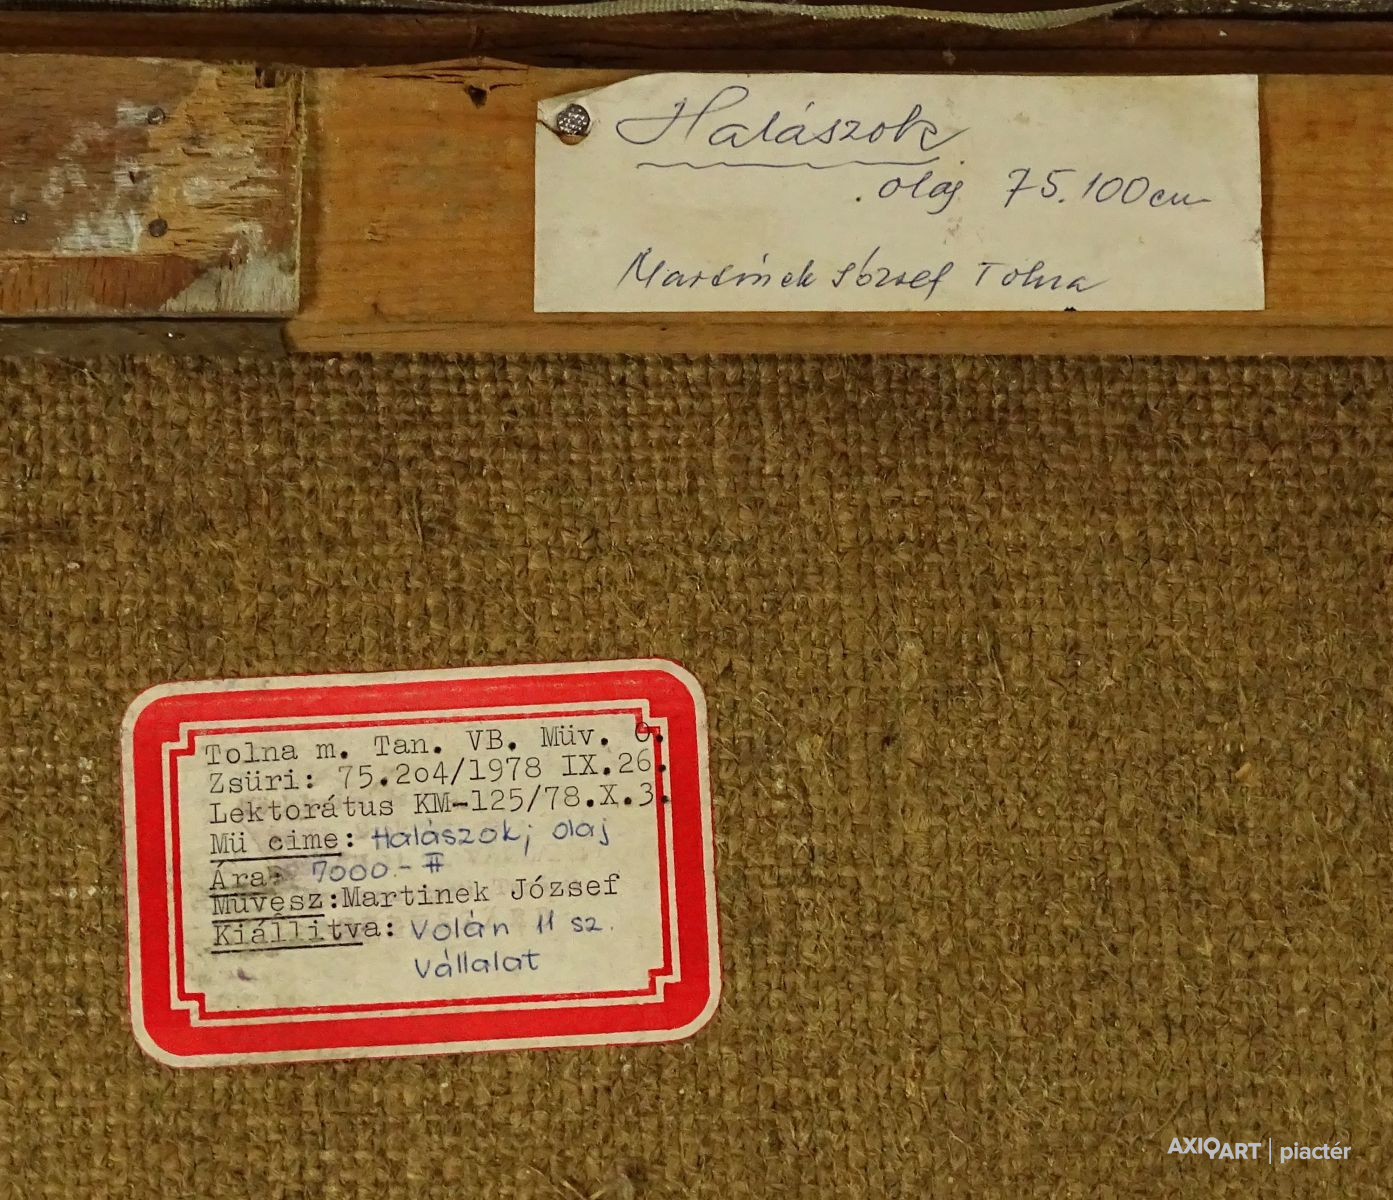 Halászok
olaj 75.100 cm
Martinek József Tolna
Tolna m. Tan. VB. Müv. O.
Zsüri: 75.2o4/1978 IX.26.
Lektorátus KM-125/78.X.3.
Mü cime: Halászok; olaj
Ára: 7000.- Ft
Müvész:Martinek József
Kiállitva: Volán 11 sz.
Vállalat
AXIOART | piactér